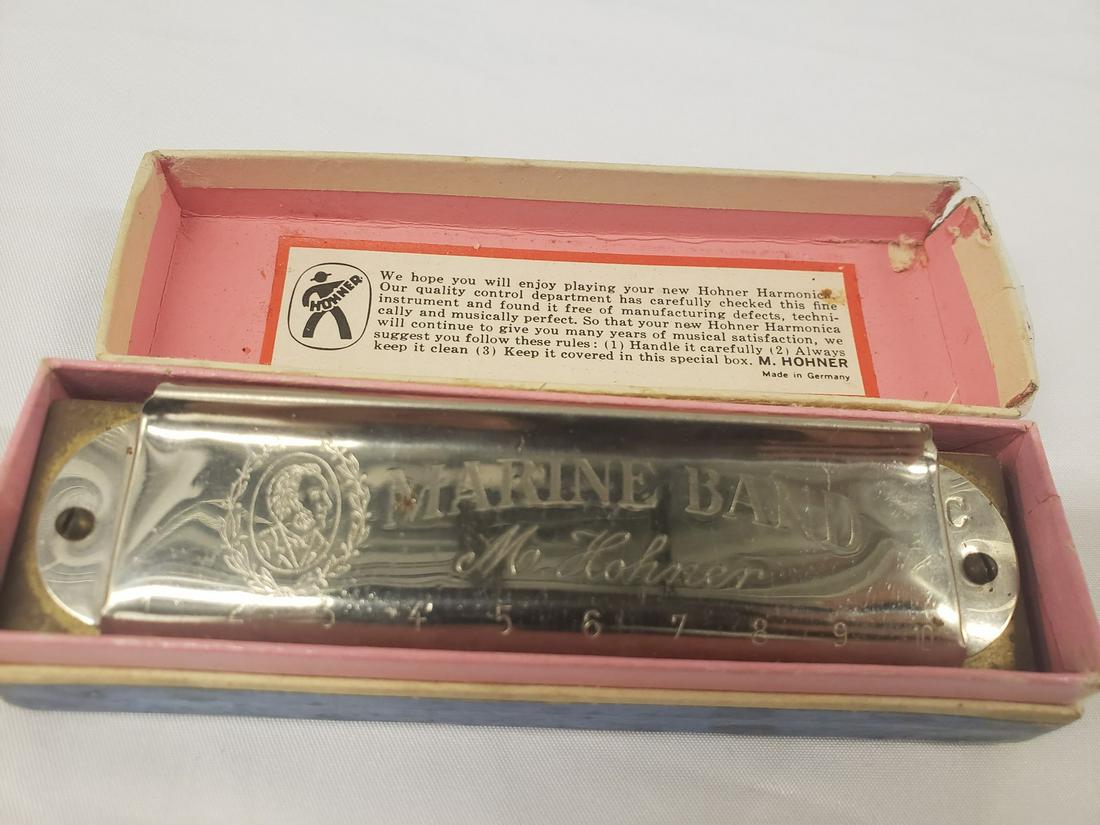 HOHNER
We hope you will enjoy playing your new Hohner Harmonica.
Our quality control department has carefully checked this fine
instrument and found it free of manufacturing defects, techni-
cally and musically perfect. So that your new Hohner Harmonica
will continue to give you many years of musical satisfaction, we
suggest you follow these rules: (1) Handle it carefully (2) Always
keep it clean (3) Keep it covered in this special box. M. HOHNER
Made in Germany
MARINE BAND
C
M. Hohner
2 3 4 5 6 7 8 9 10